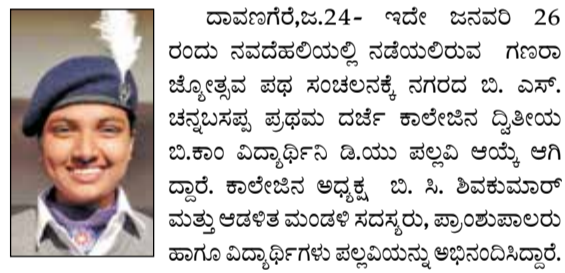 ದಾವಣಗೆರೆ,ಜ.24- ಇದೇ ಜನವರಿ 26
ರಂದು ನವದೆಹಲಿಯಲ್ಲಿ ನಡೆಯಲಿರುವ ಗಣರಾ
ಜ್ಯೋತ್ಸವ ಪಥ ಸಂಚಲನಕ್ಕೆ ನಗರದ ಬಿ. ಎಸ್.
ಚನ್ನಬಸಪ್ಪ ಪ್ರಥಮ ದರ್ಜೆ ಕಾಲೇಜಿನ ದ್ವಿತೀಯ
ಬಿ.ಕಾಂ ವಿದ್ಯಾರ್ಥಿನಿ ಡಿ.ಯು ಪಲ್ಲವಿ ಆಯ್ಕೆ ಆಗಿ
ದ್ದಾರೆ. ಕಾಲೇಜಿನ ಅಧ್ಯಕ್ಷ ಬಿ. ಸಿ. ಶಿವಕುಮಾರ್
ಮತ್ತು ಆಡಳಿತ ಮಂಡಳಿ ಸದಸ್ಯರು, ಪ್ರಾಂಶುಪಾಲರು
ಹಾಗೂ ವಿದ್ಯಾರ್ಥಿಗಳು ಪಲ್ಲವಿಯನ್ನು ಅಭಿನಂದಿಸಿದ್ದಾರೆ.